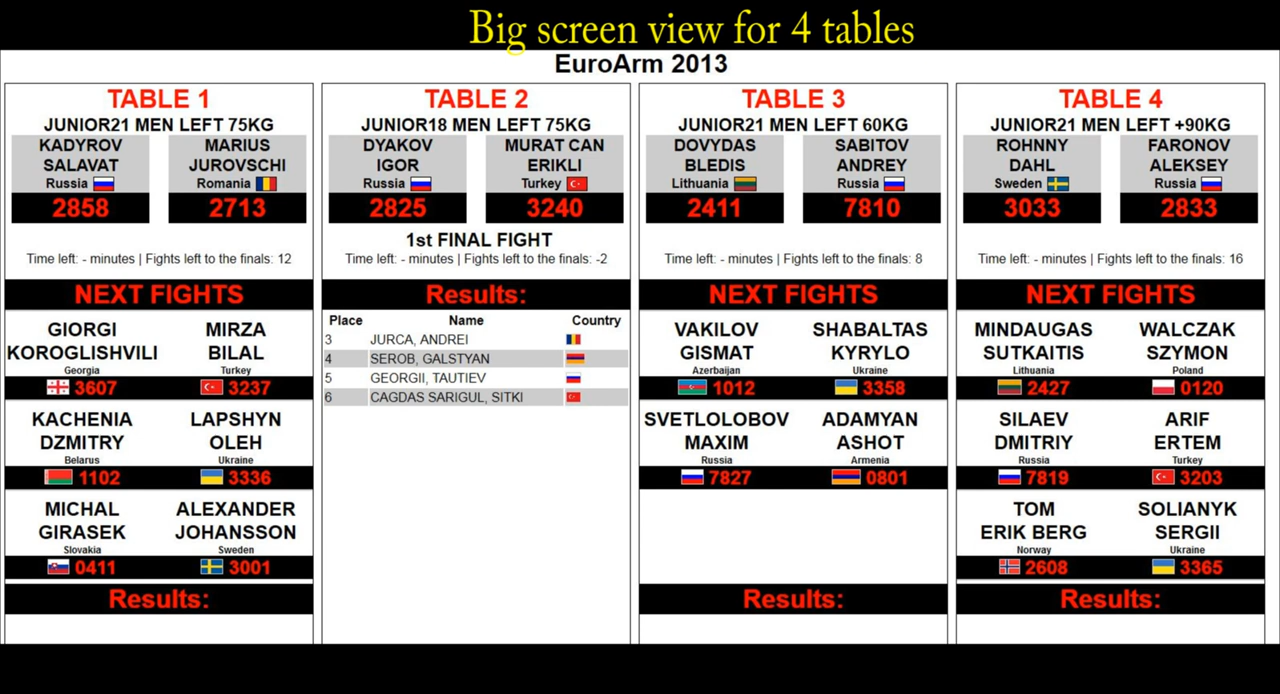 Big screen view for 4 tables
EuroArm 2013
TABLE 1
JUNIOR21 MEN LEFT 75KG
KADYROV
SALAVAT
Russia
2858
MARIUS
JUROVSCHI
Romania
2713
Time left: - minutes | Fights left to the finals: 12
NEXT FIGHTS
GIORGI
KOROGLISHVILI
Georgia
3607
MIRZA
BILAL
Turkey
3237
KACHENIA
DZMITRY
Belarus
1102
LAPSHYN
OLEH
Ukraine
3336
MICHAL
GIRASEK
Slovakia
0411
ALEXANDER
JOHANSSON
Sweden
3001
Results:
TABLE 2
JUNIOR18 MEN LEFT 75KG
DYAKOV
IGOR
Russia
2825
MURAT CAN
ERIKLI
Turkey
3240
1st FINAL FIGHT
Time left: - minutes | Fights left to the finals: -2
Results:
Place Name Country
3 JURCA, ANDREI
4 SEROB, GALSTYAN
5 GEORGII, TAUTIEV
6 CAGDAS SARIGUL, SITKI
TABLE 3
JUNIOR21 MEN LEFT 60KG
DOVYDAS
BLEDIS
Lithuania
2411
SABITOV
ANDREY
Russia
7810
Time left: - minutes | Fights left to the finals: 8
NEXT FIGHTS
VAKILOV
GISMAT
Azerbaijan
1012
SHABALTAS
KYRYLO
Ukraine
3358
SVETLOLOBOV
MAXIM
Russia
7827
ADAMYAN
ASHOT
Armenia
0801
Results:
TABLE 4
JUNIOR21 MEN LEFT +90KG
ROHNNY
DAHL
Sweden
3033
FARONOV
ALEKSEY
Russia
2833
Time left: - minutes | Fights left to the finals: 16
NEXT FIGHTS
MINDAUGAS
SUTKAITIS
Lithuania
2427
WALCZAK
SZYMON
Poland
0120
SILAEV
DMITRIY
Russia
7819
ARIF
ERTEM
Turkey
3203
TOM
ERIK BERG
Norway
2608
SOLIANYK
SERGII
Ukraine
3365
Results: